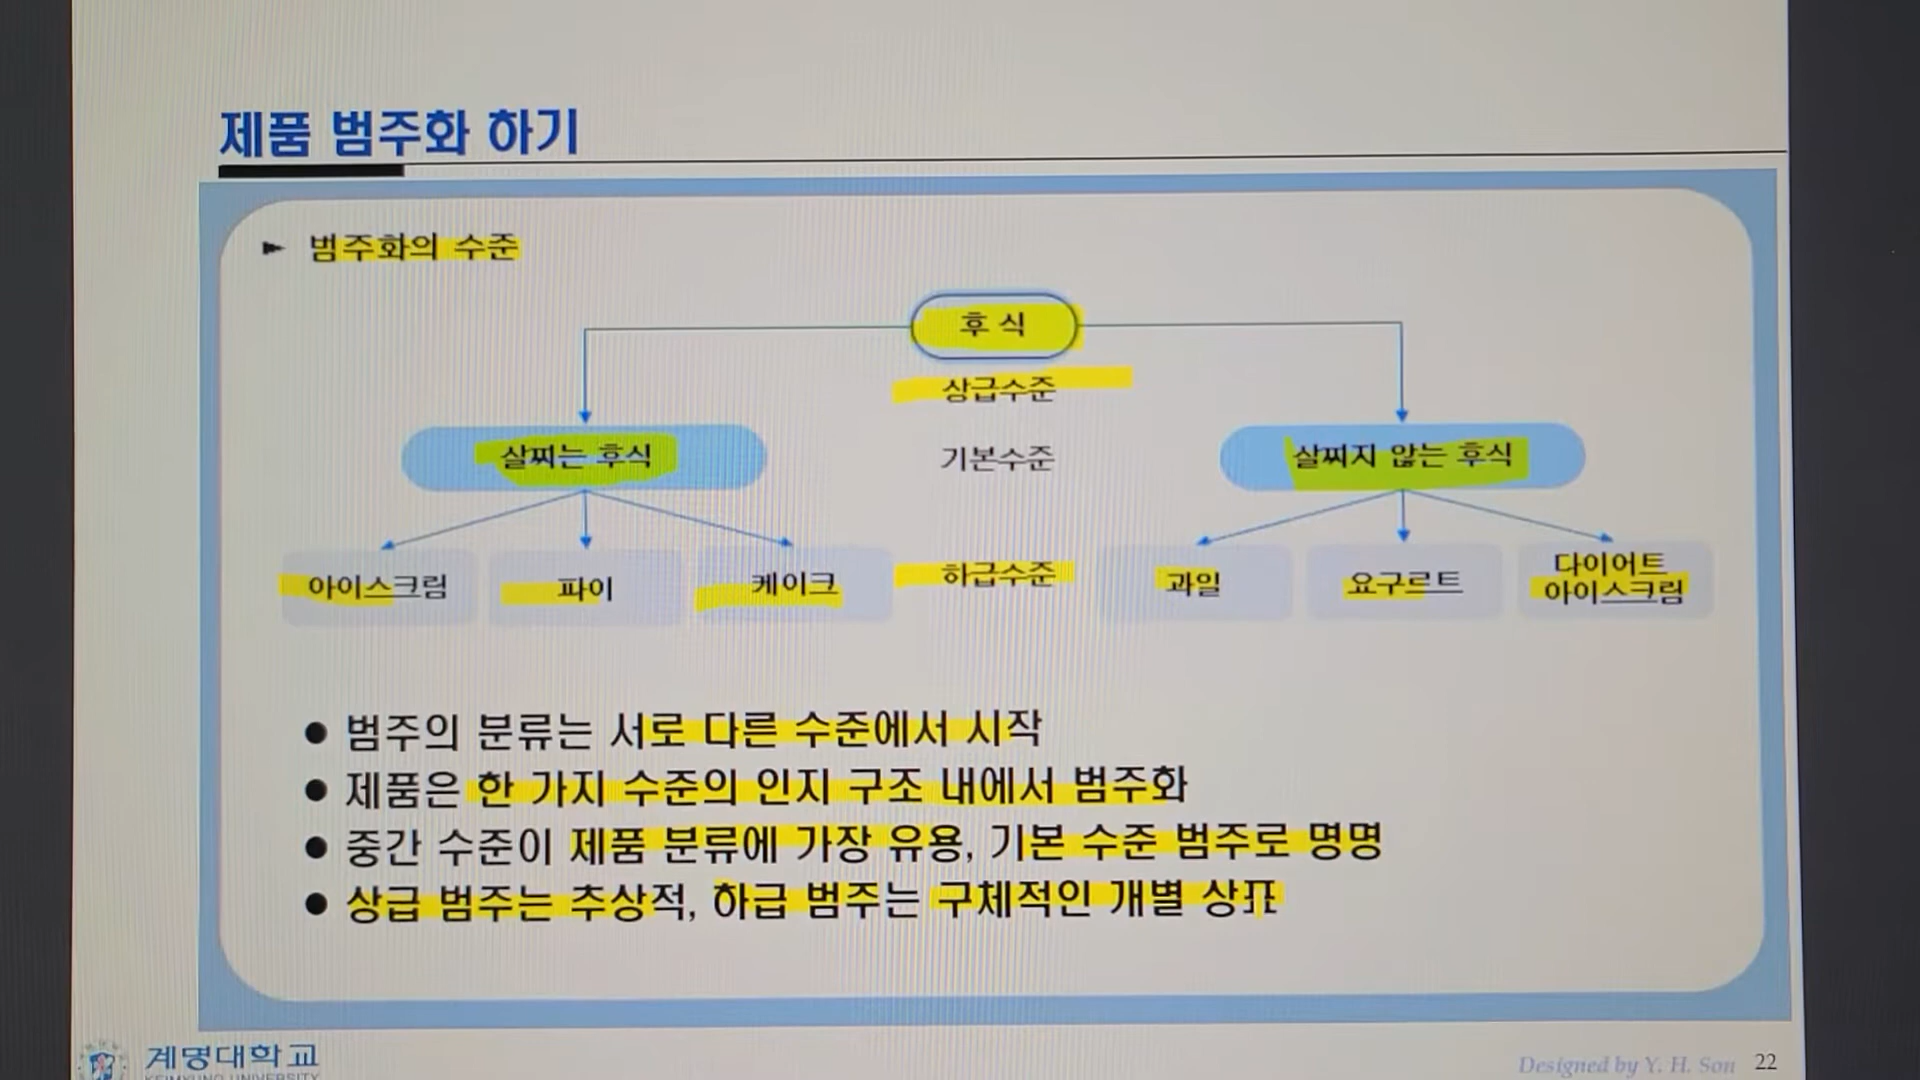 제품 범주화 하기
► 범주화의 수준
후 식
상급수준
살찌는 후식
기본수준
살찌지 않는 후식
아이스크림
파이
케이크
하급수준
과일
요구르트
다이어트
아이스크림
● 범주의 분류는 서로 다른 수준에서 시작
● 제품은 한 가지 수준의 인지 구조 내에서 범주화
● 중간 수준이 제품 분류에 가장 유용, 기본 수준 범주로 명명
● 상급 범주는 추상적, 하급 범주는 구체적인 개별 상표
계명대학교
KEIMYUNG UNIVERSITY
Designed by Y. H. Son
22